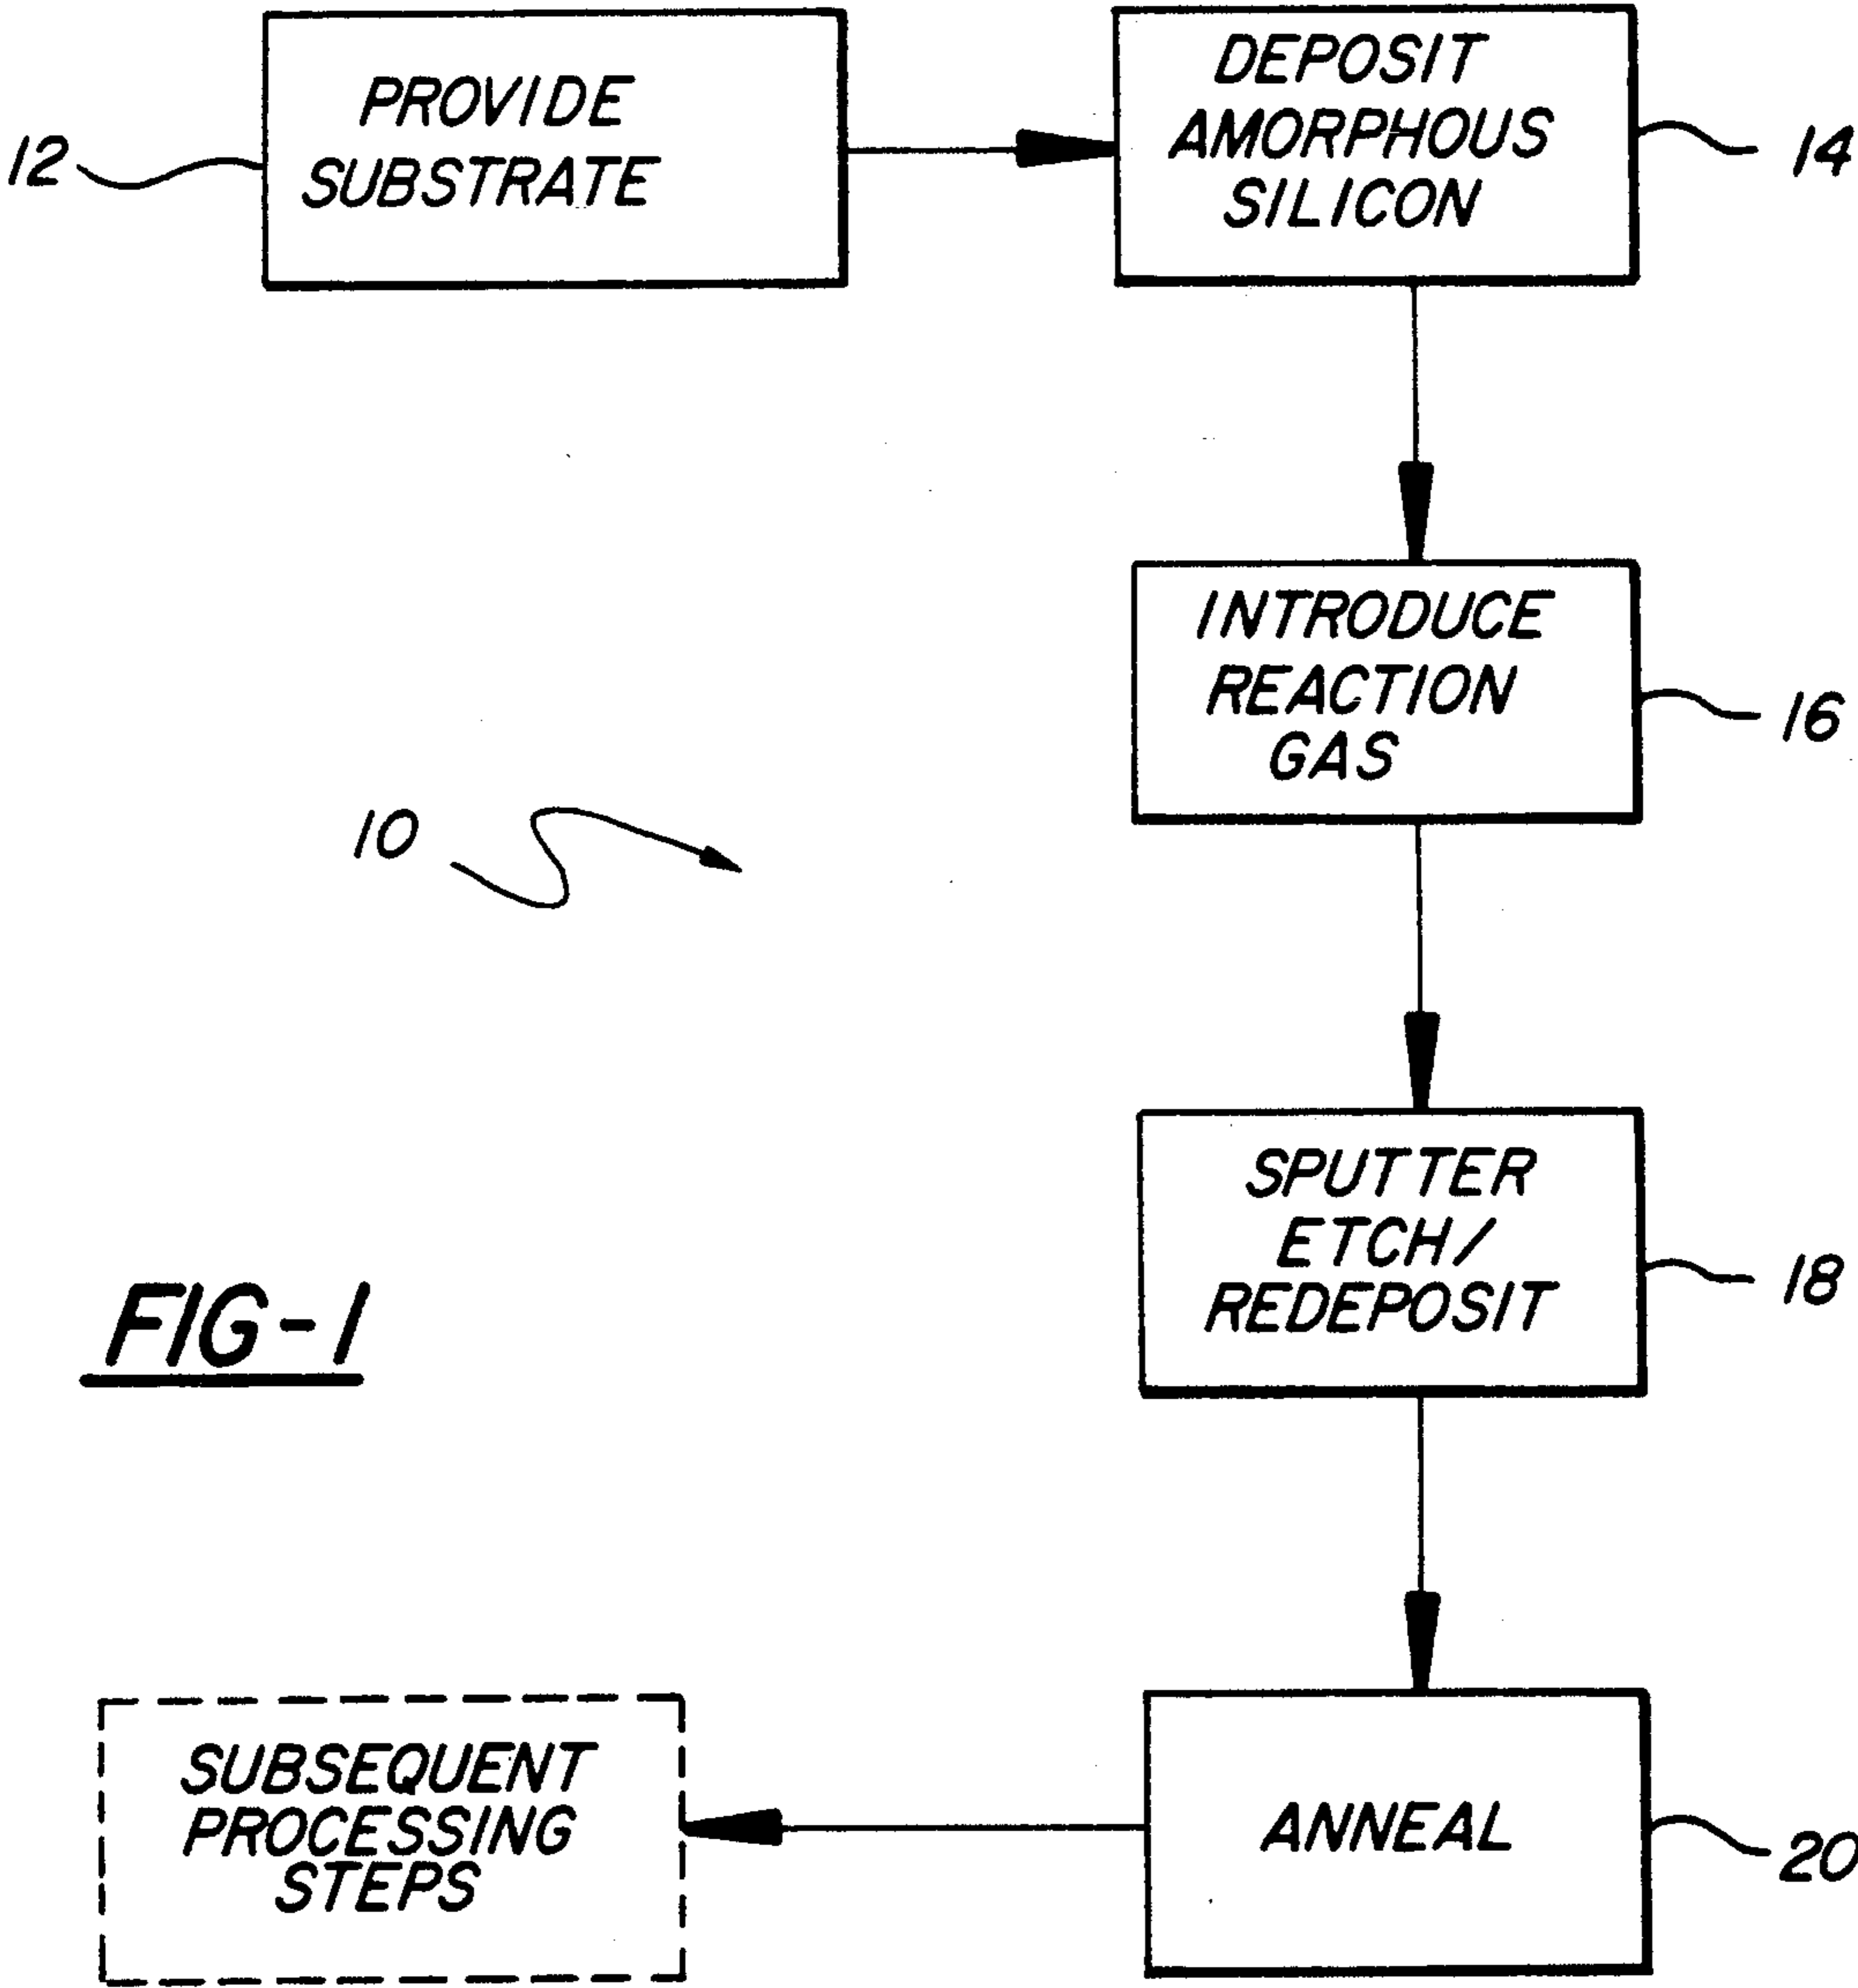 PROVIDE
SUBSTRATE
12
DEPOSIT
AMORPHOUS
SILICON
14
INTRODUCE
REACTION
GAS
16
10
SPUTTER
ETCH/
REDEPOSIT
18
FIG-1
ANNEAL
20
SUBSEQUENT
PROCESSING
STEPS